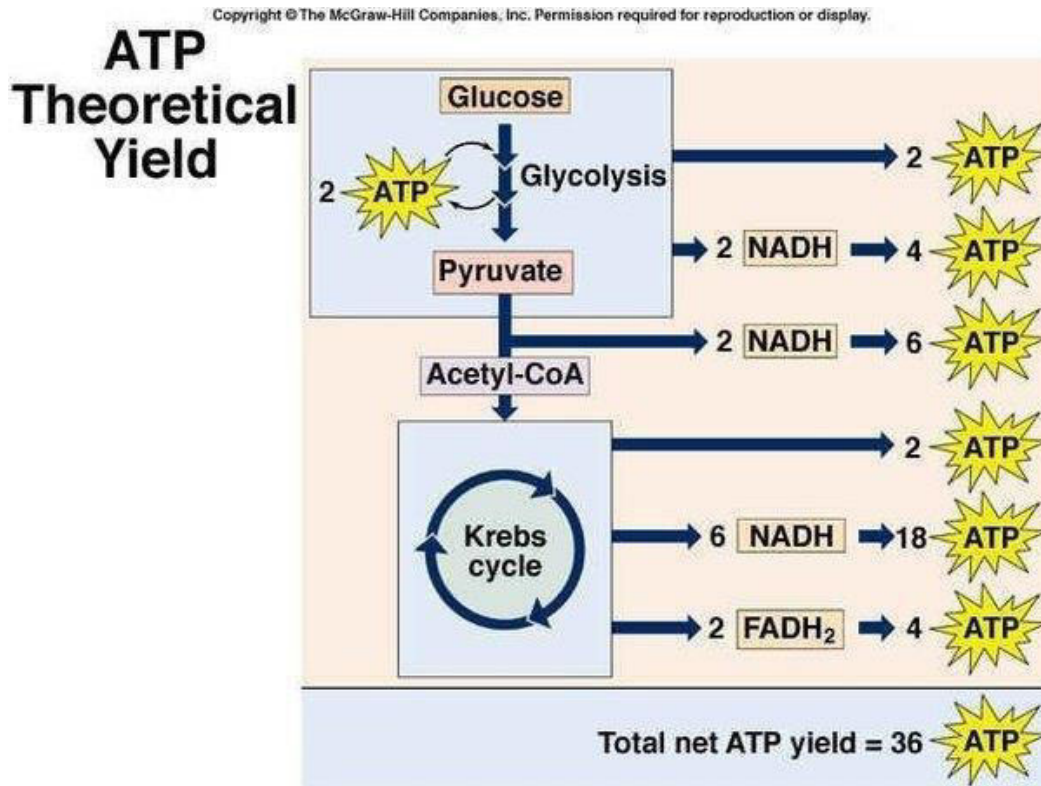 Copyright © The McGraw-Hill Companies, Inc. Permission required for reproduction or display.
ATP
Theoretical
Yield
Glucose
2 ATP
Glycolysis
Pyruvate
2 ATP
2 NADH 4 ATP
2 NADH 6 ATP
Acetyl-CoA
2 ATP
Krebs
cycle
6 NADH 18 ATP
2 FADH₂ 4 ATP
Total net ATP yield = 36 ATP